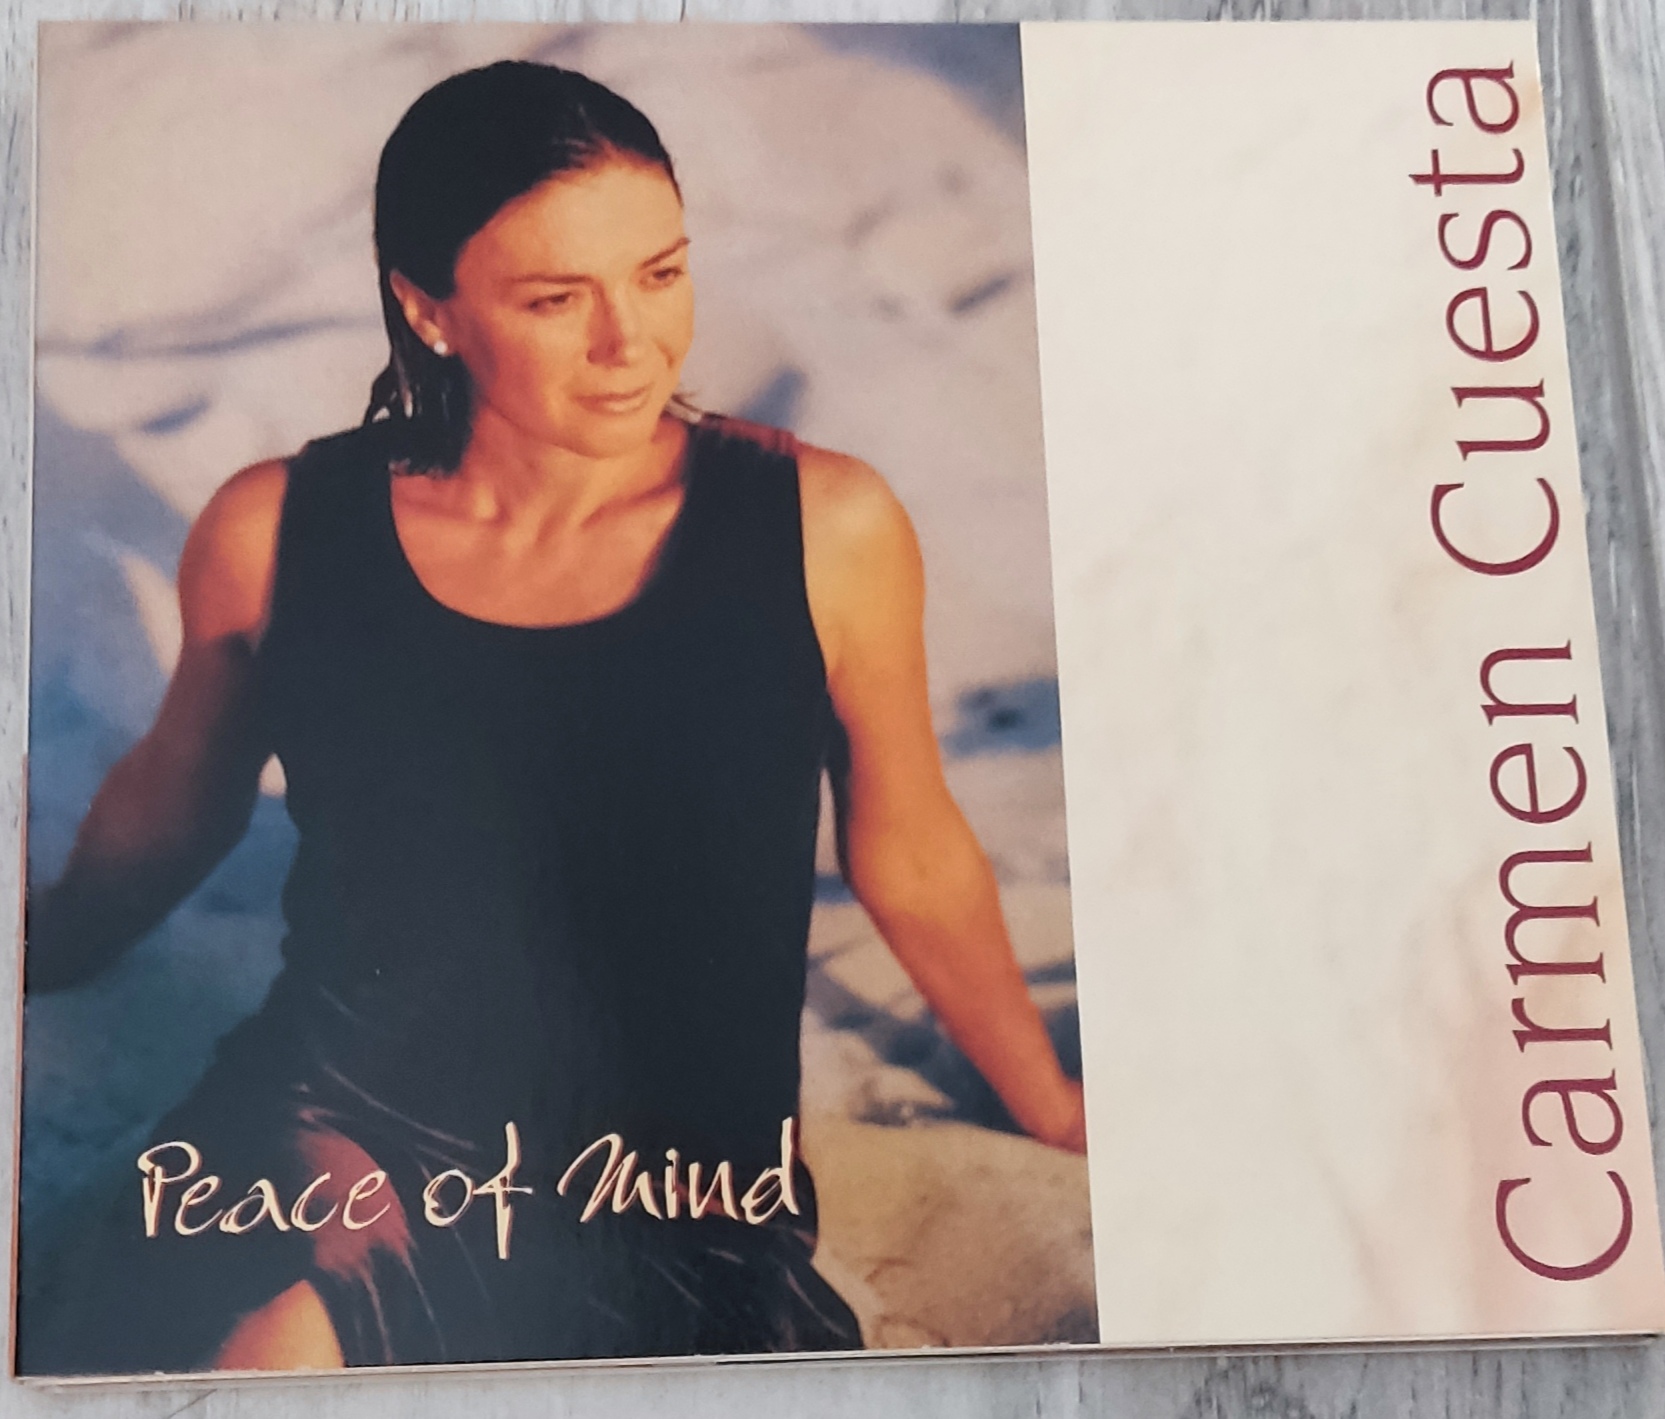 Peace of Mind
Carmen Cuesta